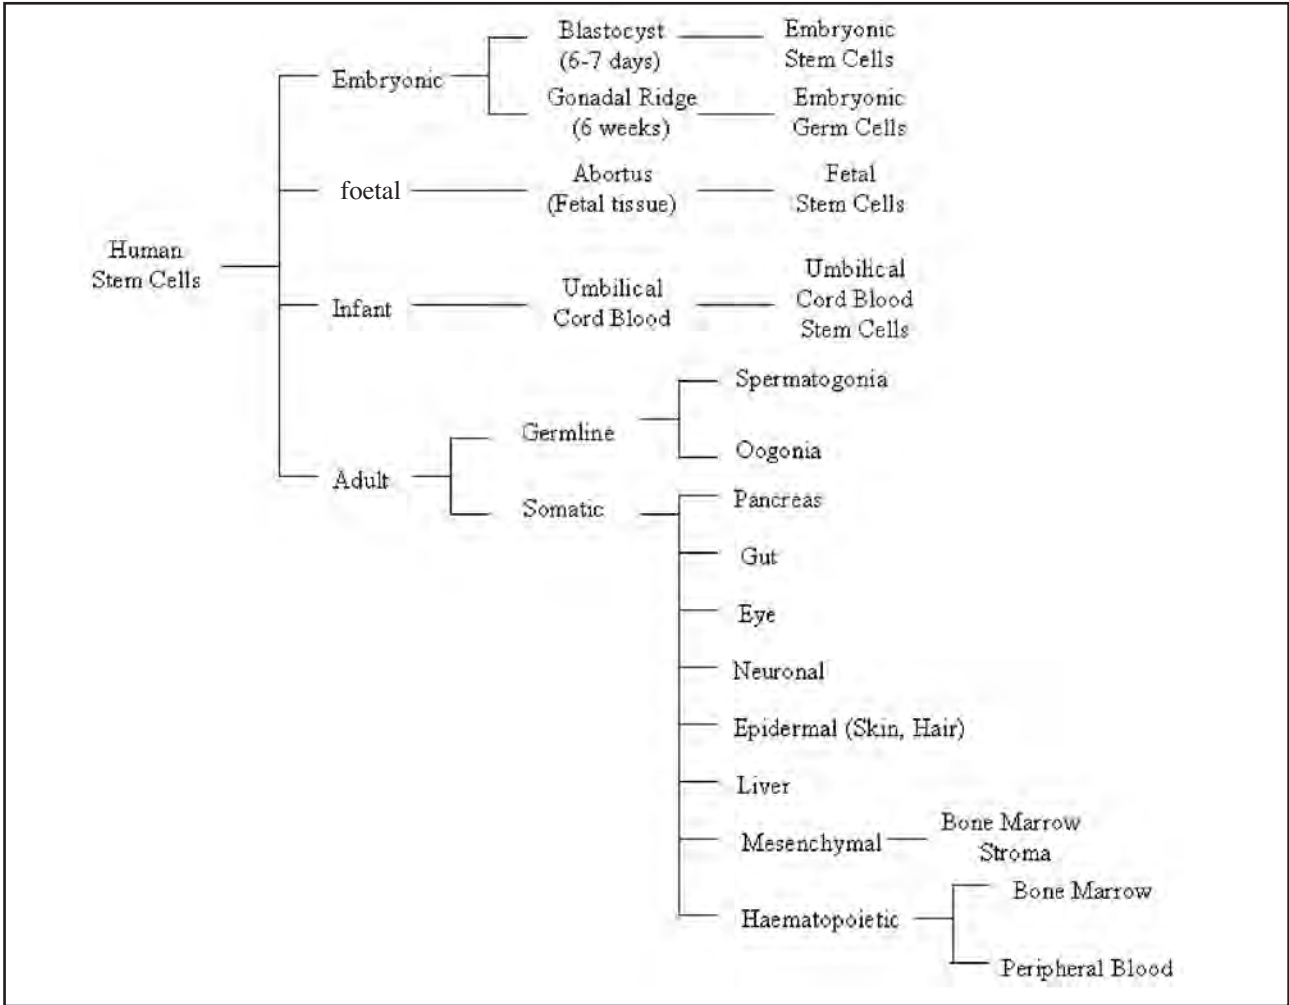 Blastocyst
(6-7 days)
Embryonic
Stem Cells
Embryonic
Gonadal Ridge
(6 weeks)
Embryonic
Germ Cells
foetal
Abortus
(Fetal tissue)
Fetal
Stem Cells
Human
Stem Cells
Infant
Umbilical
Cord Blood
Umbilical
Cord Blood
Stem Cells
Adult
Germline
Spermatogonia
Oogonia
Somatic
Pancreas
Gut
Eye
Neuronal
Epidermal (Skin, Hair)
Liver
Mesenchymal
Bone Marrow
Stroma
Haematopoietic
Bone Marrow
Peripheral Blood